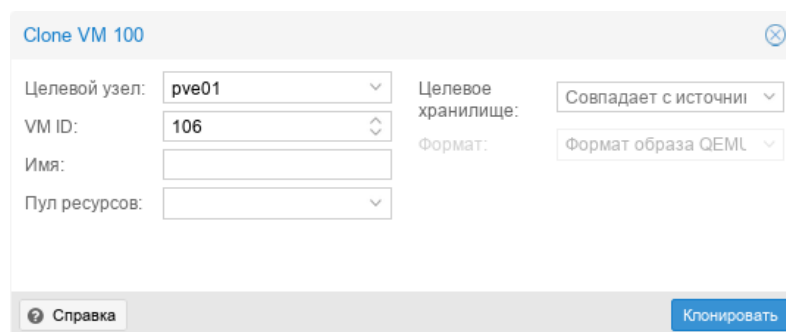 Clone VM 100
Целевой узел: pve01
VM ID: 106
Имя:
Пул ресурсов:
Целевое хранилище: Совпадает с источник
Формат: Формат образа QEMU
Справка
Клонировать